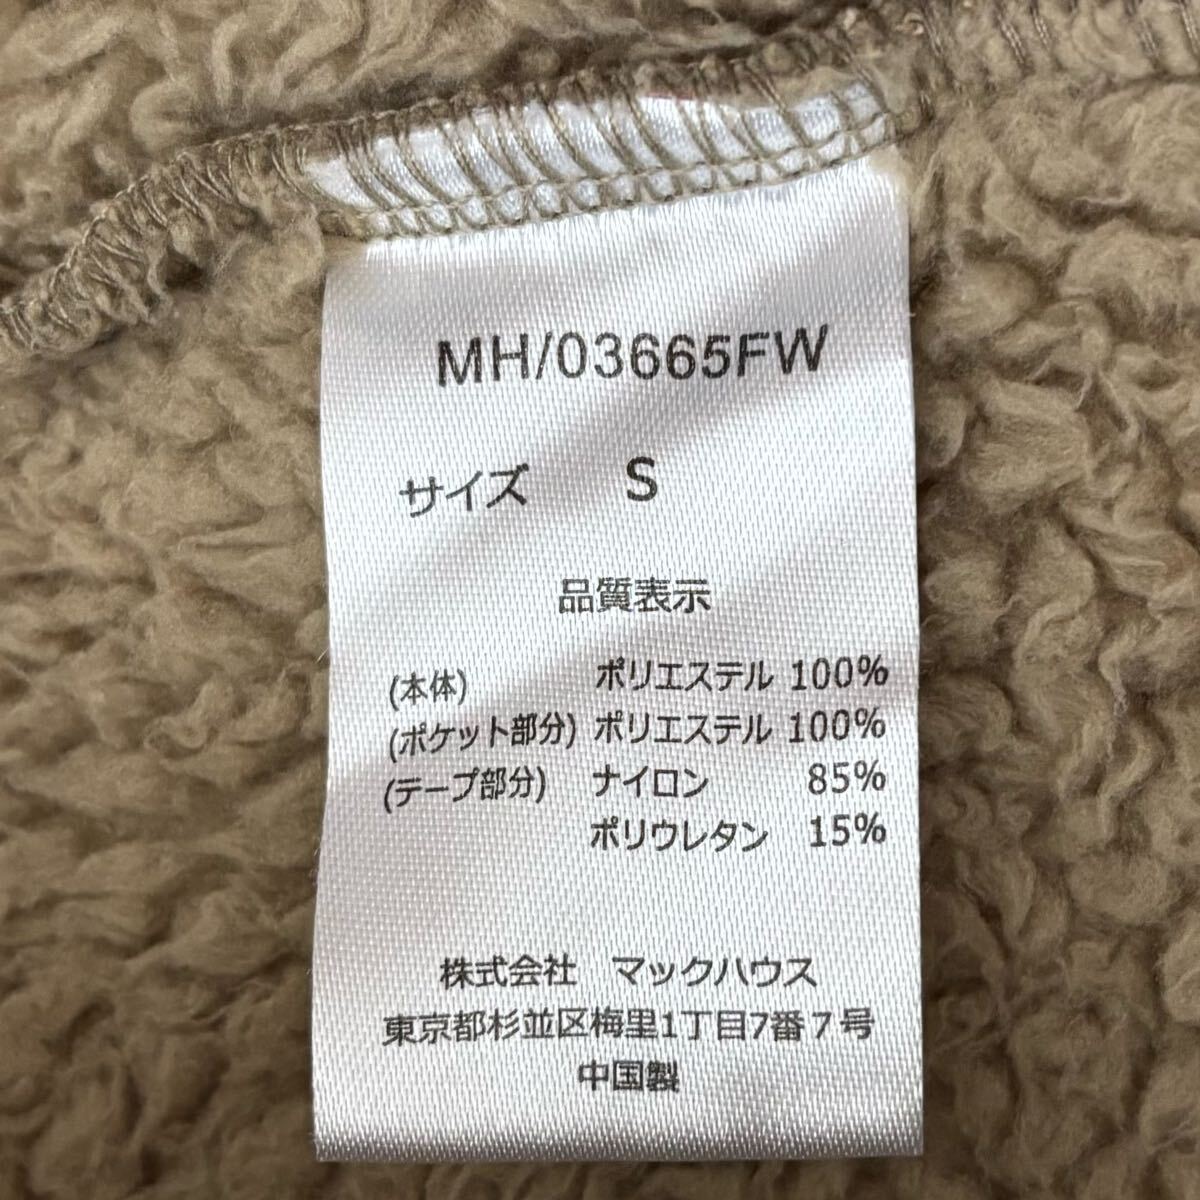 MH/03665FW
サイズ S
品質表示
(本体) ポリエステル 100%
(ポケット部分) ポリエステル 100%
(テープ部分) ナイロン 85%
ポリウレタン 15%
株式会社 マックハウス
東京都杉並区梅里1丁目7番７号
中国製